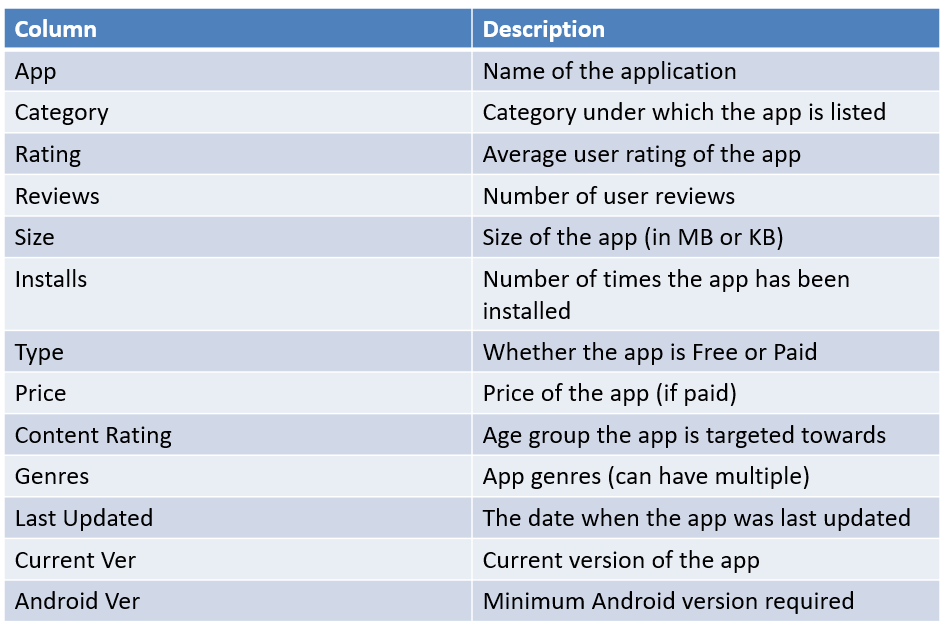 Column Description
App Name of the application
Category Category under which the app is listed
Rating Average user rating of the app
Reviews Number of user reviews
Size Size of the app (in MB or KB)
Installs Number of times the app has been
installed
Type Whether the app is Free or Paid
Price Price of the app (if paid)
Content Rating Age group the app is targeted towards
Genres App genres (can have multiple)
Last Updated The date when the app was last updated
Current Ver Current version of the app
Android Ver Minimum Android version required